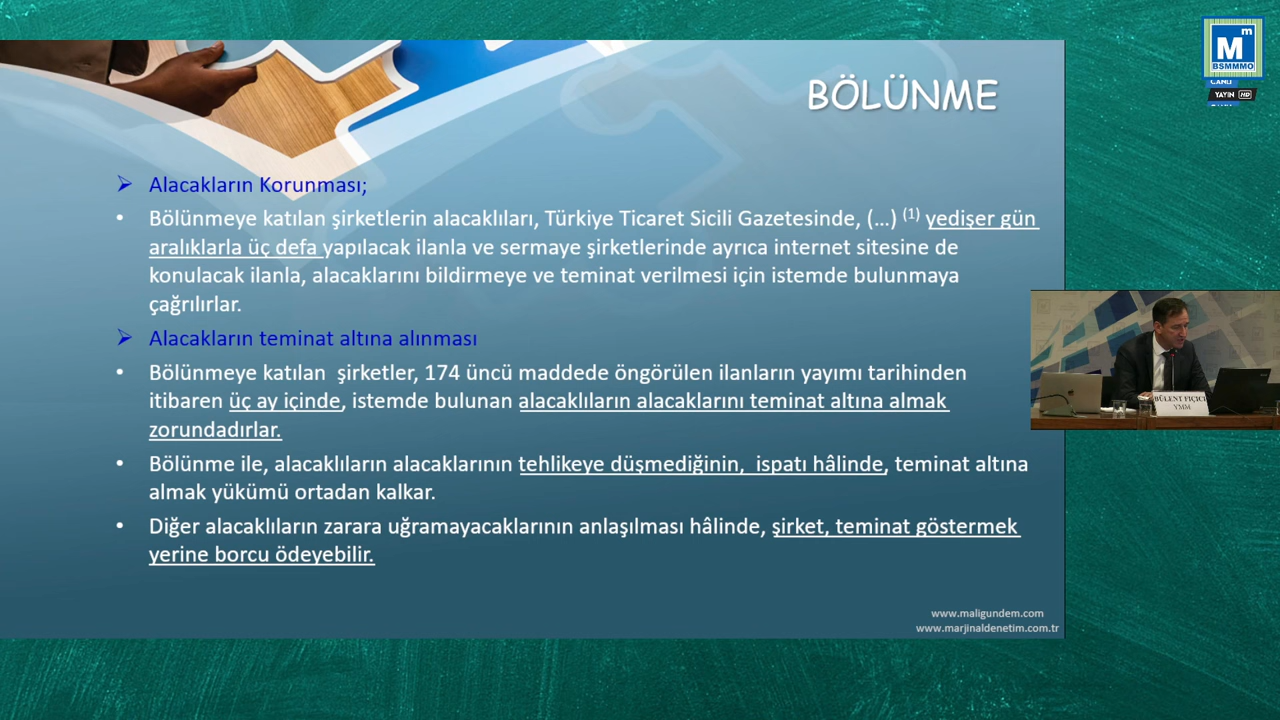 M m
BSMMMO
CANLI
YAYIN HD
BÖLÜNME
➢ Alacakların Korunması;
• Bölünmeye katılan şirketlerin alacaklıları, Türkiye Ticaret Sicili Gazetesinde, (...) (1) yedişer gün
aralıklarla üç defa yapılacak ilanla ve sermaye şirketlerinde ayrıca internet sitesine de
konulacak ilanla, alacaklarını bildirmeye ve teminat verilmesi için istemde bulunmaya
çağrılırlar.
➢ Alacakların teminat altına alınması
• Bölünmeye katılan şirketler, 174 üncü maddede öngörülen ilanların yayımı tarihinden
itibaren üç ay içinde, istemde bulunan alacaklıların alacaklarını teminat altına almak
zorundadırlar.
• Bölünme ile, alacaklıların alacaklarının tehlikeye düşmediğinin, ispatı hâlinde, teminat altına
almak yükümü ortadan kalkar.
• Diğer alacaklıların zarara uğramayacaklarının anlaşılması hâlinde, şirket, teminat göstermek
yerine borcu ödeyebilir.
BÜLENT FIÇICI
YMM
www.maligundem.com
www.marjinaldenetim.com.tr